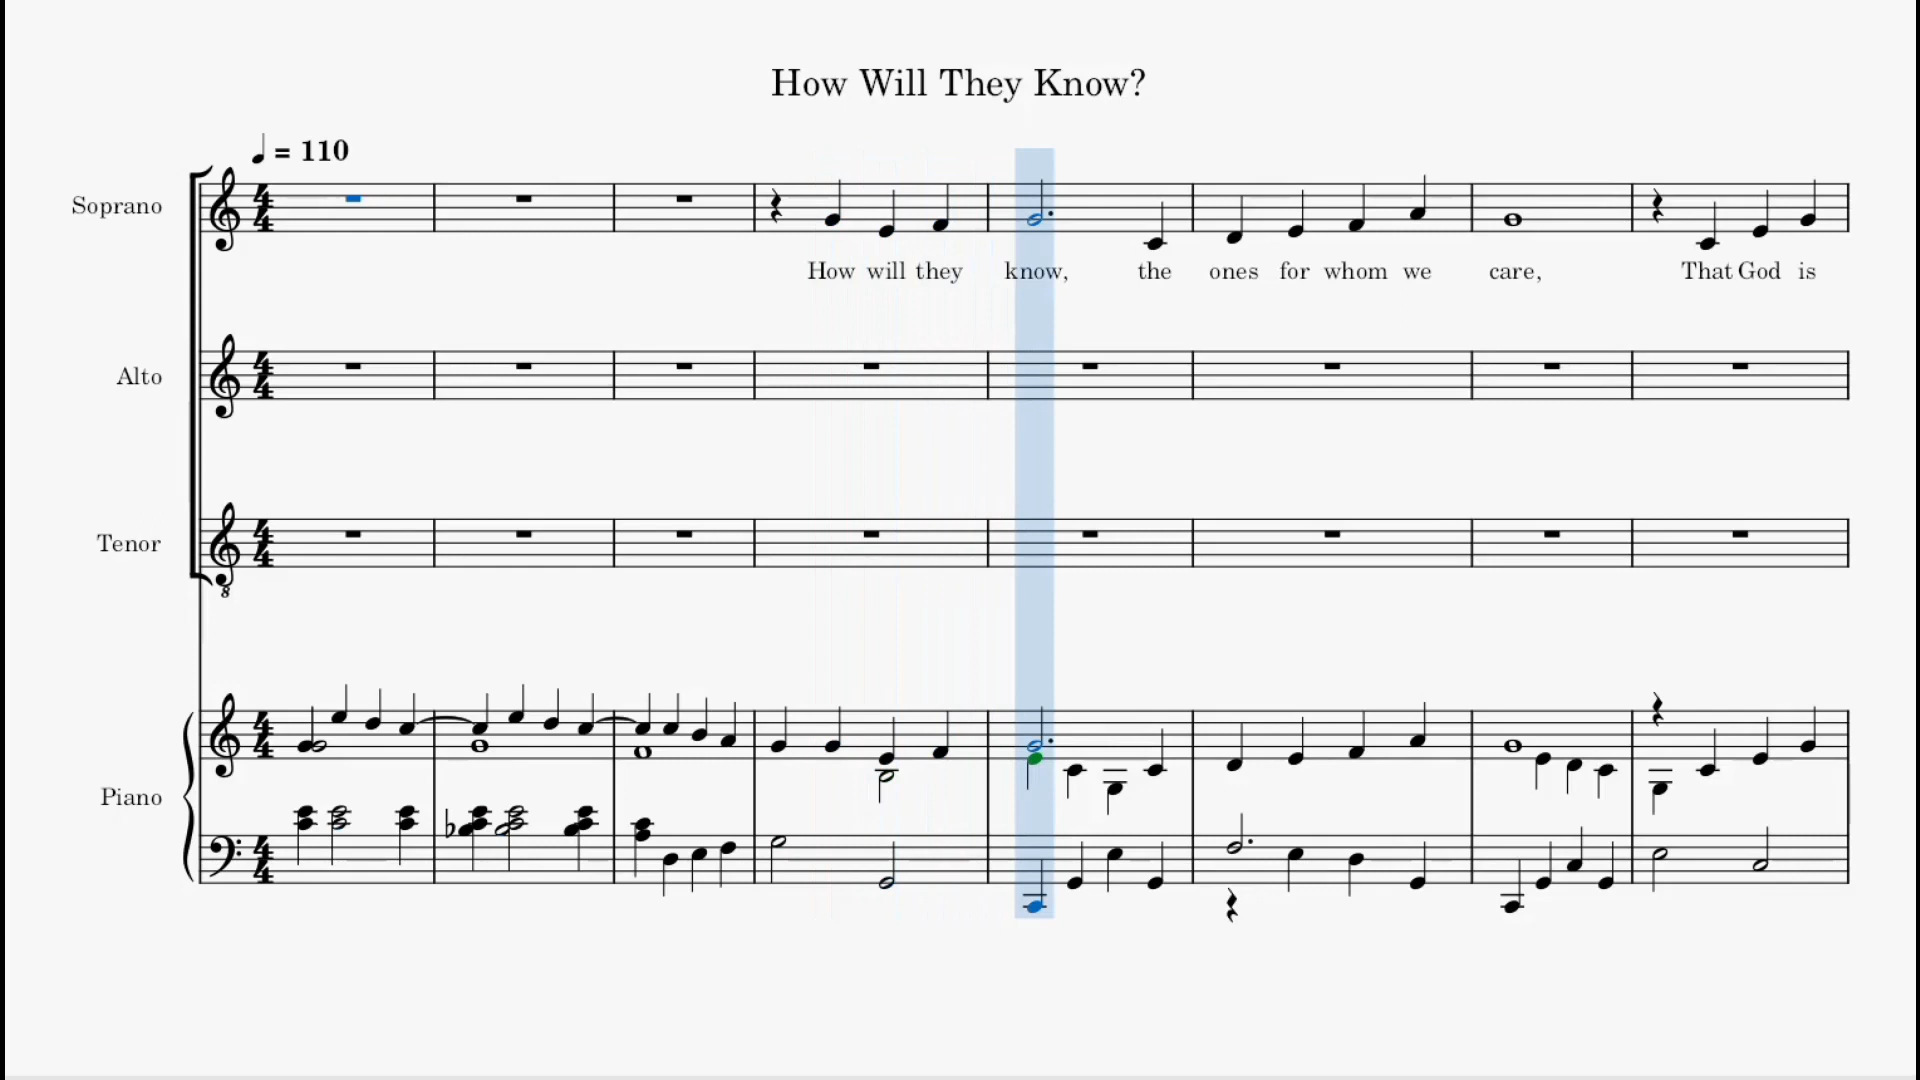 How Will They Know?
♩ = 110
Soprano
How will they know, the ones for whom we care, That God is
Alto
Tenor
8
Piano